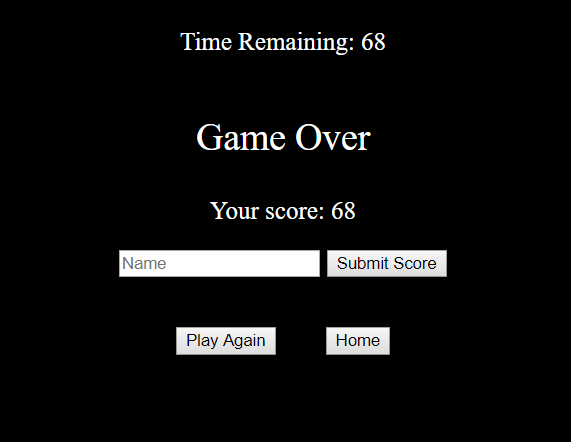 Time Remaining: 68
Game Over
Your score: 68
Name Submit Score
Play Again Home